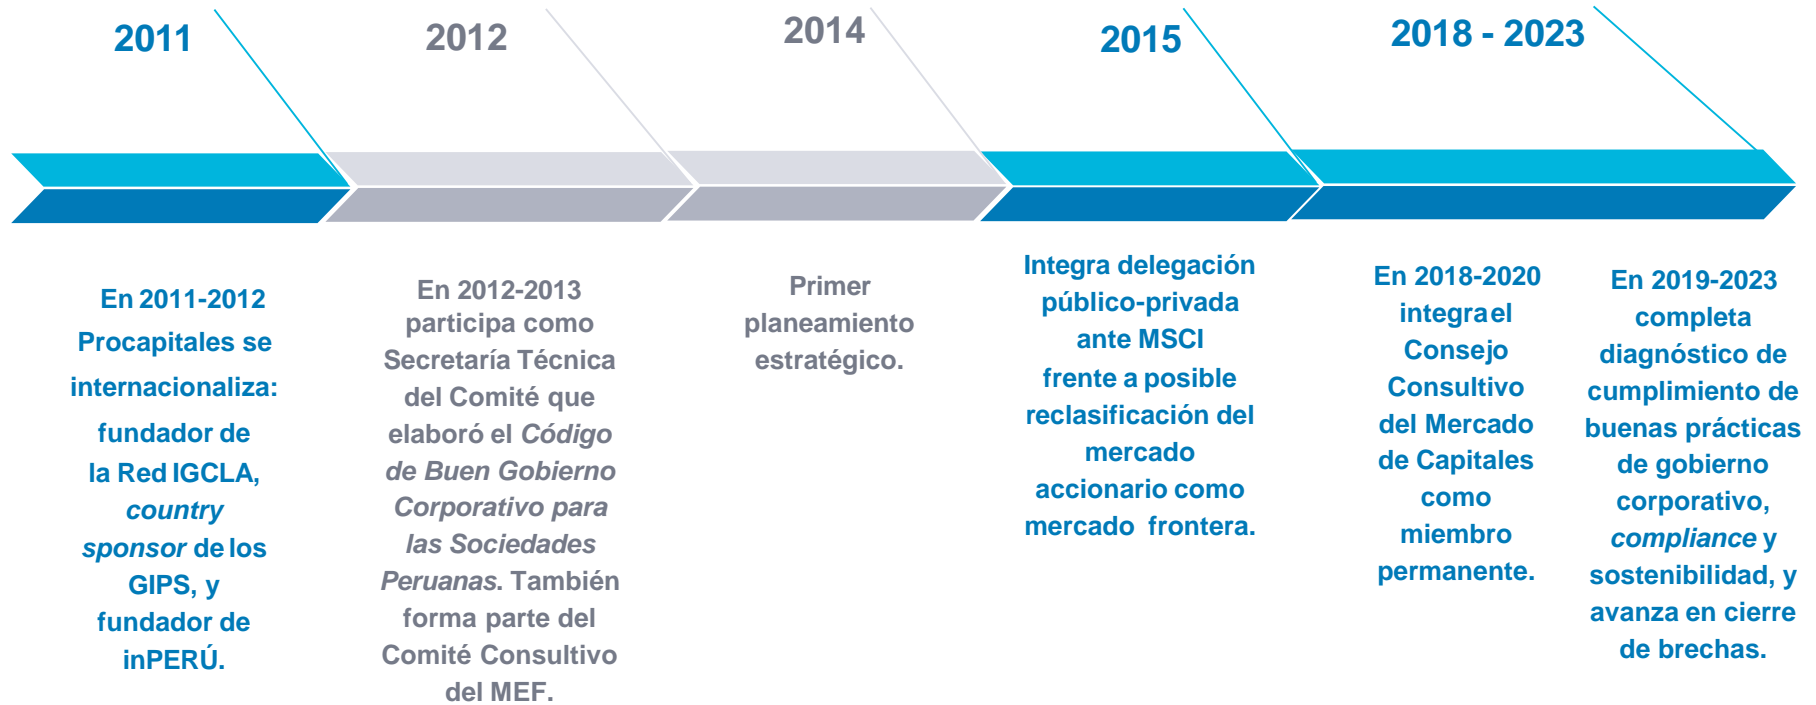 2011
2012
2014
2015
2018 - 2023
En 2011-2012
Procapitales se
internacionaliza:
fundador de
la Red IGCLA,
country
sponsor de los
GIPS, y
fundador de
inPERÚ.
En 2012-2013
participa como
Secretaría Técnica
del Comité que
elaboró el Código
de Buen Gobierno
Corporativo para
las Sociedades
Peruanas. También
forma parte del
Comité Consultivo
del MEF.
Primer
planeamiento
estratégico.
Integra delegación
público-privada
ante MSCI
frente a posible
reclasificación del
mercado
accionario como
mercado frontera.
En 2018-2020
integra el
Consejo
Consultivo
del Mercado
de Capitales
como
miembro
permanente.
En 2019-2023
completa
diagnóstico de
cumplimiento de
buenas prácticas
de gobierno
corporativo,
compliance y
sostenibilidad, y
avanza en cierre
de brechas.